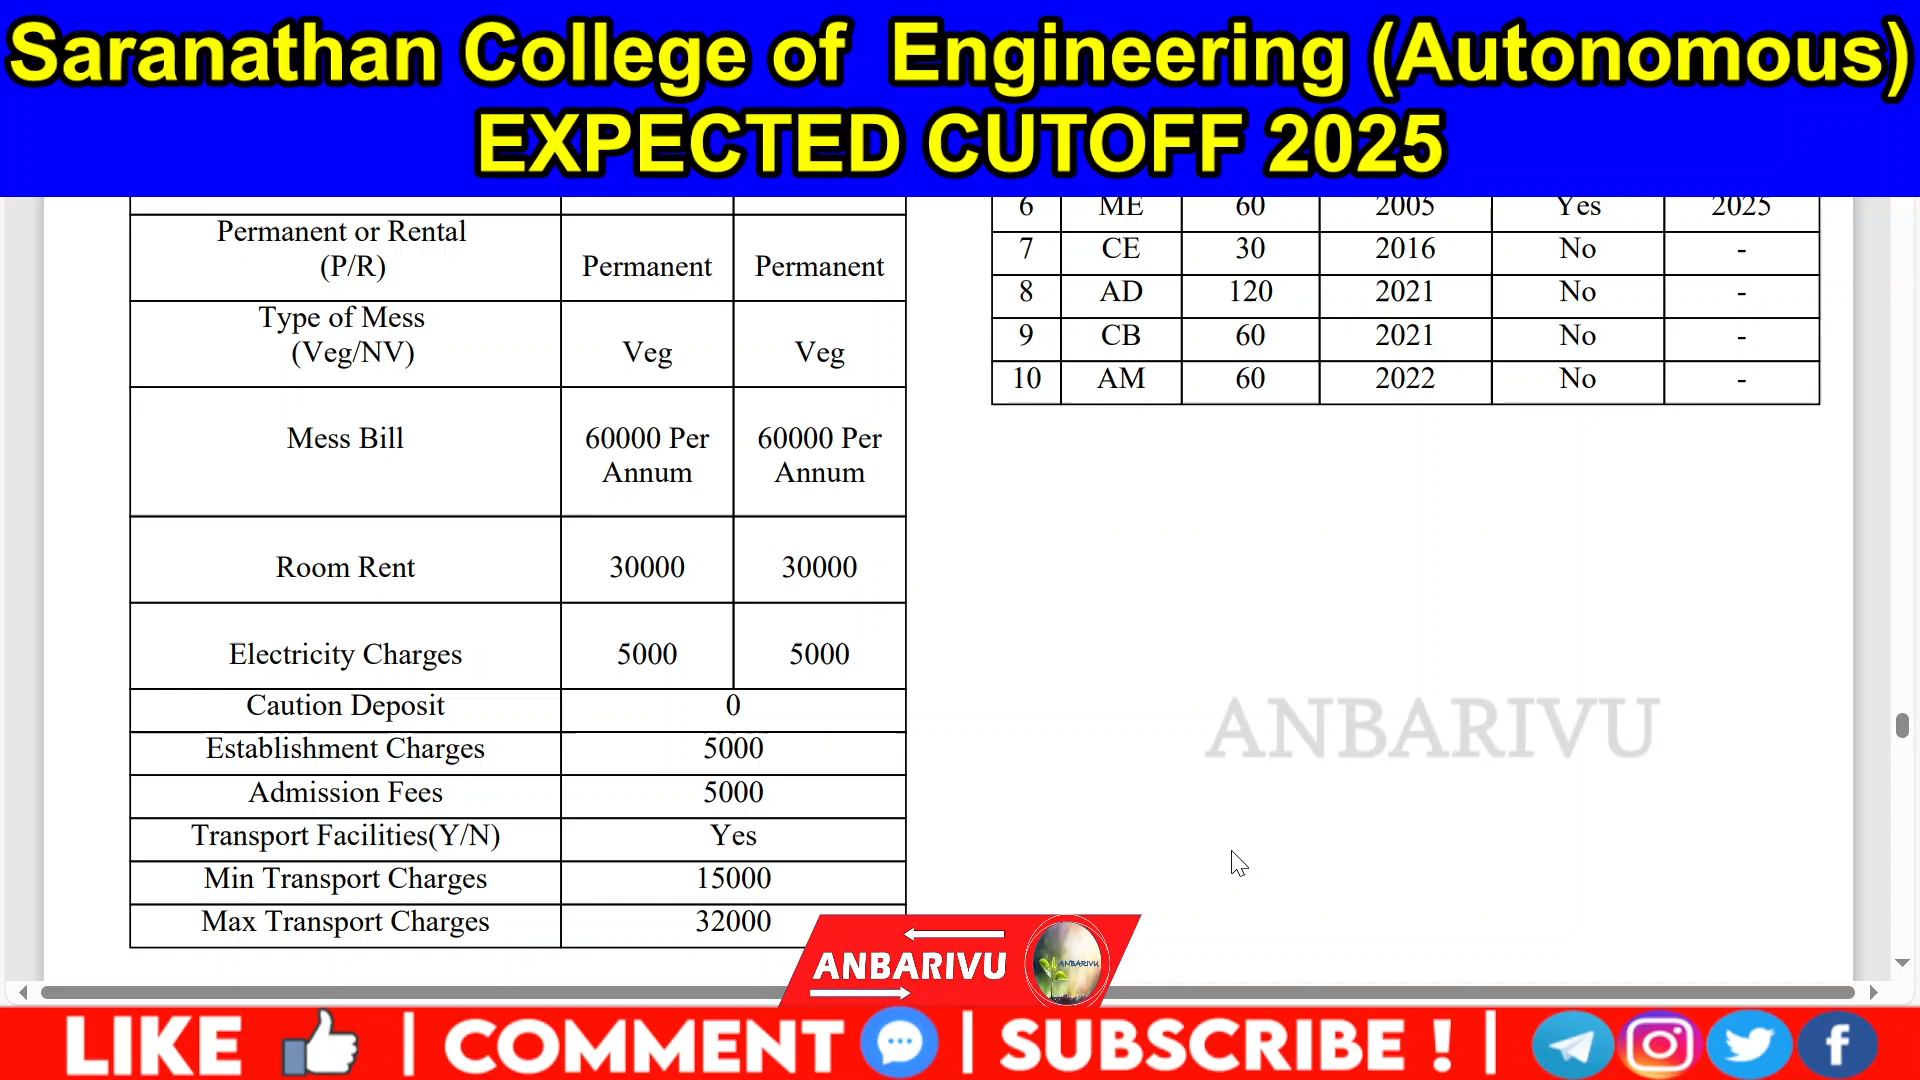 Saranathan College of Engineering (Autonomous)
EXPECTED CUTOFF 2025
Permanent or Rental
(P/R) Permanent Permanent
Type of Mess
(Veg/NV) Veg Veg
Mess Bill 60000 Per 60000 Per
Annum Annum
Room Rent 30000 30000
Electricity Charges 5000 5000
Caution Deposit 0
Establishment Charges 5000
Admission Fees 5000
Transport Facilities(Y/N) Yes
Min Transport Charges 15000
Max Transport Charges 32000
6 ME 60 2005 Yes 2025
7 CE 30 2016 No -
8 AD 120 2021 No -
9 CB 60 2021 No -
10 AM 60 2022 No -
ANBARIVU
ANBARIVU
ANBARIVU
LIKE | COMMENT | SUBSCRIBE ! |